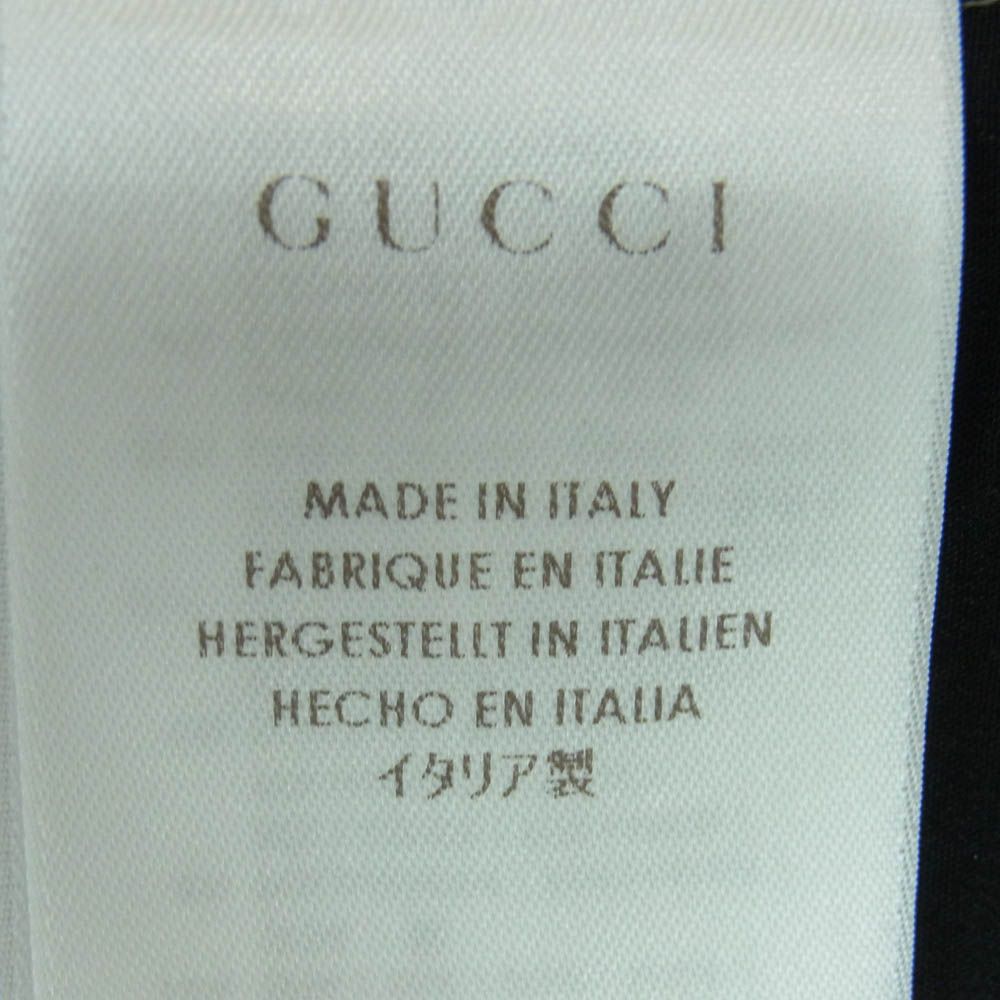 GUCCI
MADE IN ITALY
FABRIQUE EN ITALIE
HERGESTELLT IN ITALIEN
HECHO EN ITALIA
イタリア製